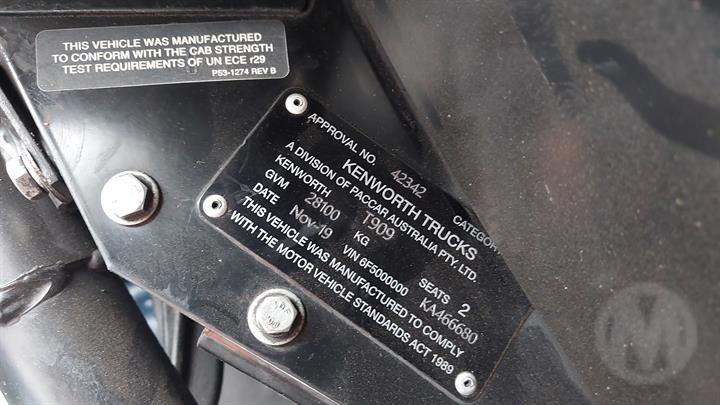 THIS VEHICLE WAS MANUFACTURED
TO CONFORM WITH THE CAB STRENGTH
TEST REQUIREMENTS OF UN ECE r29
P53-1274 REV B
APPROVAL NO. 42342 CATEGOR
KENWORTH TRUCKS
A DIVISION OF PACCAR AUSTRALIA PTY. LTD.
KENWORTH T909
GVM 28100 KG SEATS 2
DATE Nov-19 VIN 6F5000000 KA466680
THIS VEHICLE WAS MANUFACTURED TO COMPLY
WITH THE MOTOR VEHICLE STANDARDS ACT 1989
M